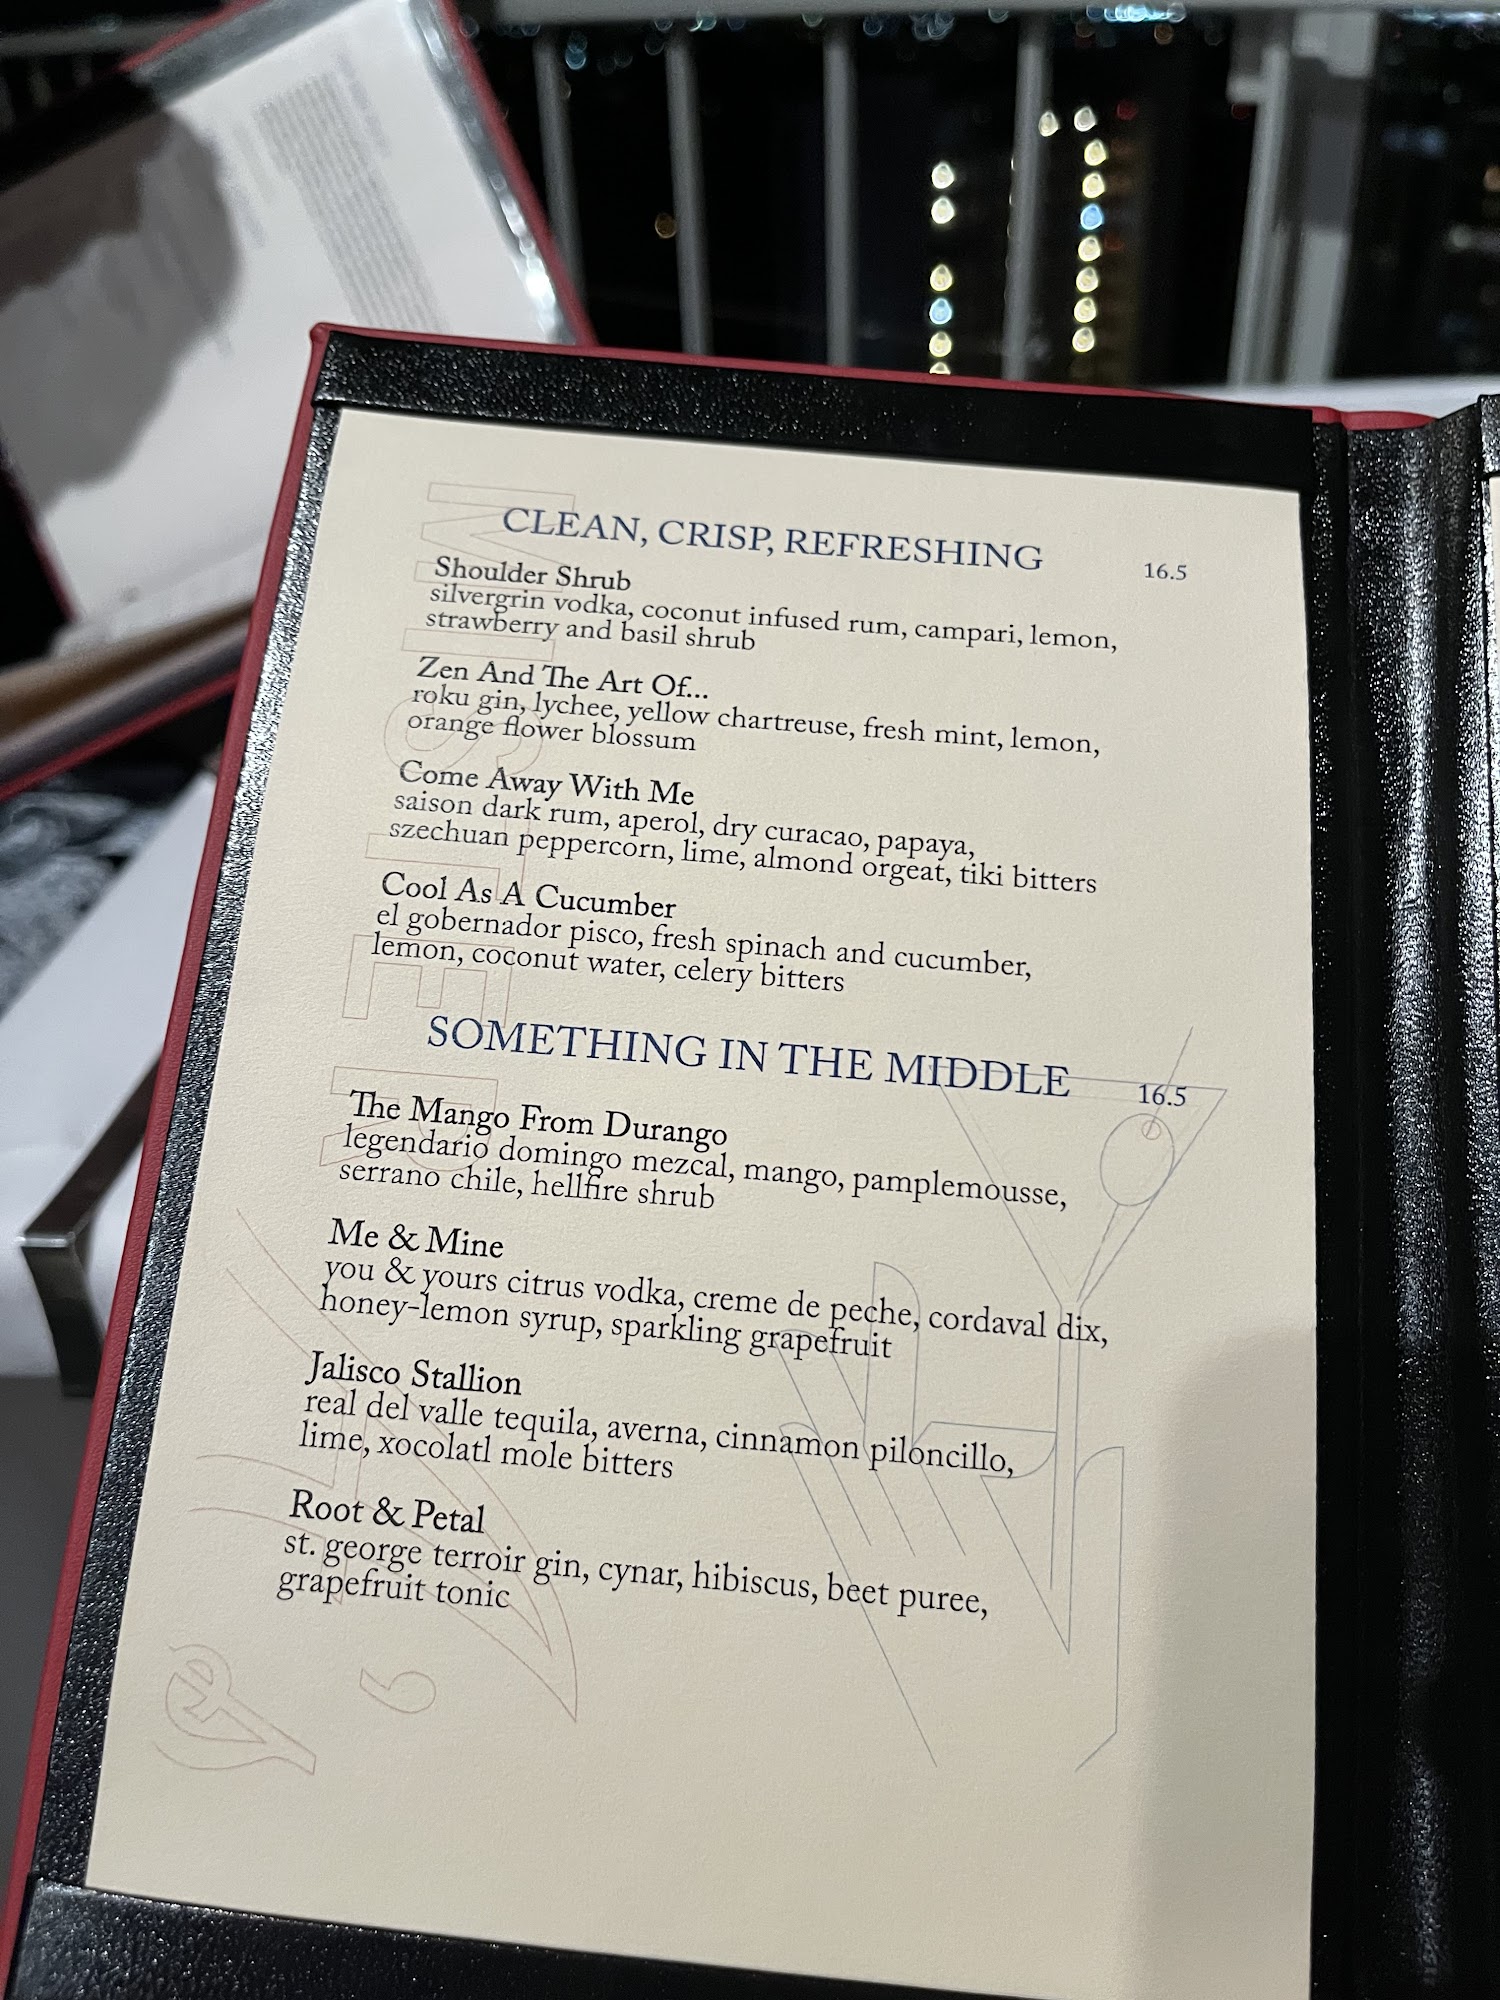 CLEAN, CRISP, REFRESHING 16.5
Shoulder Shrub
silvergrin vodka, coconut infused rum, campari, lemon,
strawberry and basil shrub
Zen And The Art Of...
roku gin, lychee, yellow chartreuse, fresh mint, lemon,
orange flower blossom
Come Away With Me
saison dark rum, aperol, dry curacao, papaya,
szechuan peppercorn, lime, almond orgeat, tiki bitters
Cool As A Cucumber
el gobernador pisco, fresh spinach and cucumber,
lemon, coconut water, celery bitters
SOMETHING IN THE MIDDLE 16.5
The Mango From Durango
legendario domingo mezcal, mango, pamplemousse,
serrano chile, hellfire shrub
Me & Mine
you & yours citrus vodka, creme de peche, cordaval dix,
honey-lemon syrup, sparkling grapefruit
Jalisco Stallion
real del valle tequila, averna, cinnamon piloncillo,
lime, xocolatl mole bitters
Root & Petal
st. george terroir gin, cynar, hibiscus, beet puree,
grapefruit tonic